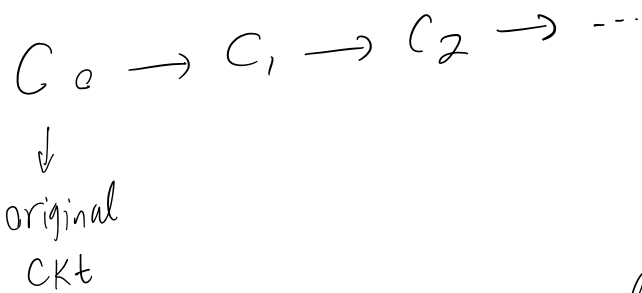 C₀ → C₁ → C₂ → ---
↓
original
CKt